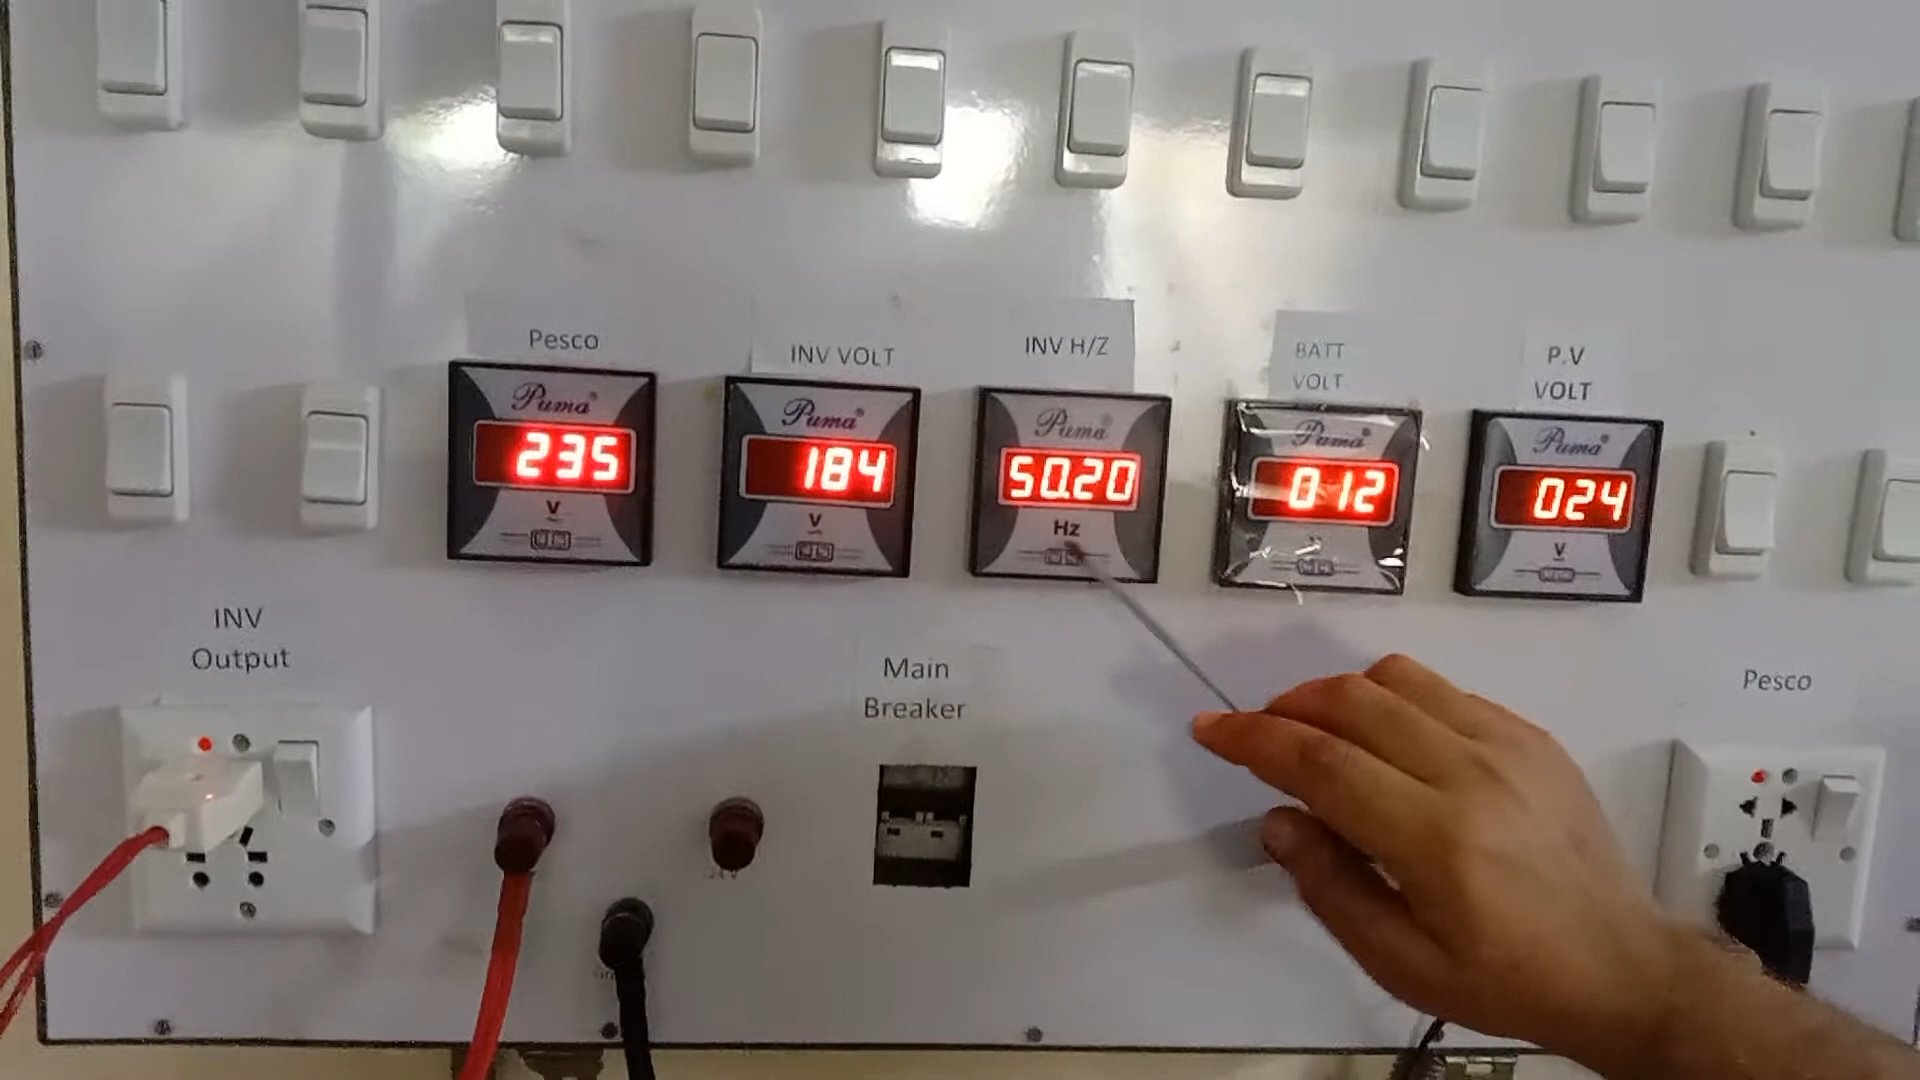 Pesco
INV VOLT
INV H/Z
BATT
VOLT
P.V
VOLT
Puma®
235
V
Puma®
184
V
Puma®
50.20
Hz
Puma®
012
Puma®
024
V
INV
Output
Main
Breaker
Pesco
24 V